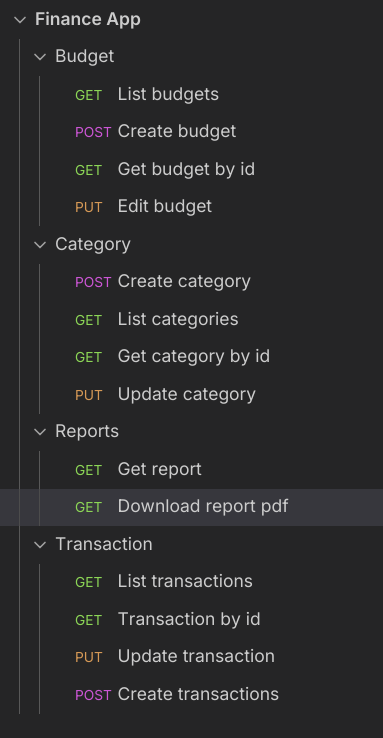 Finance App
Budget
GET List budgets
POST Create budget
GET Get budget by id
PUT Edit budget
Category
POST Create category
GET List categories
GET Get category by id
PUT Update category
Reports
GET Get report
GET Download report pdf
Transaction
GET List transactions
GET Transaction by id
PUT Update transaction
POST Create transactions